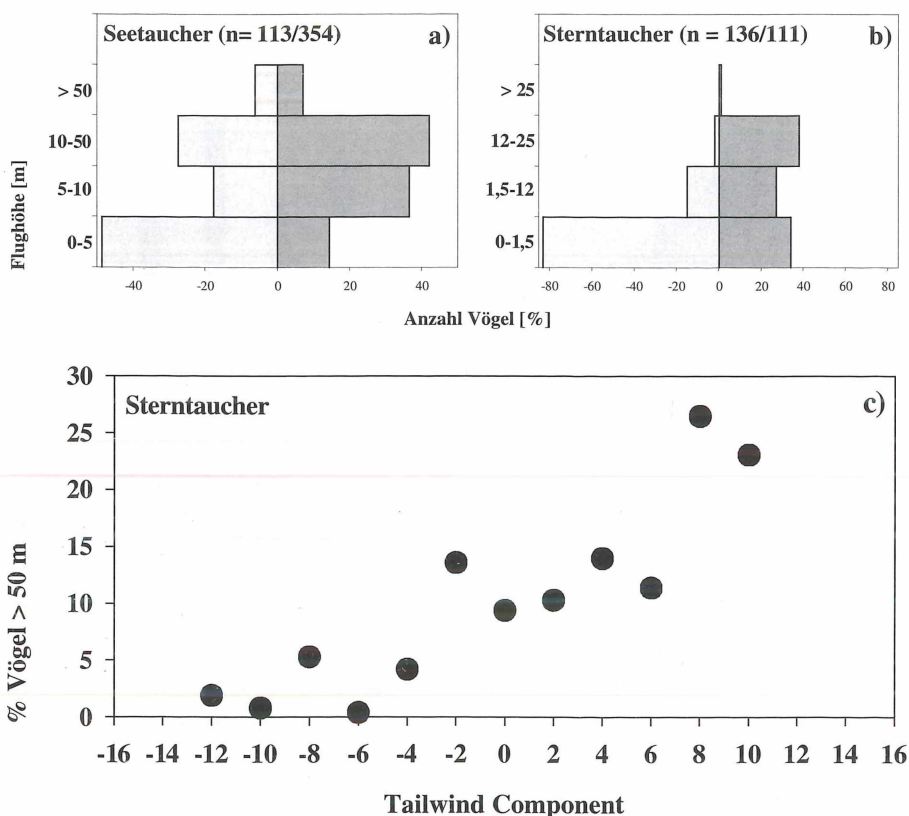 Seetaucher (n= 113/354) a)
Flughöhe [m]
> 50
10-50
5-10
0-5
-40 -20 0 20 40
Sterntaucher (n = 136/111) b)
> 25
12-25
1,5-12
0-1,5
-80 -60 -40 -20 0 20 40 60 80
Anzahl Vögel [%]
Sterntaucher c)
% Vögel > 50 m
30
25
20
15
10
5
0
-16 -14 -12 -10 -8 -6 -4 -2 0 2 4 6 8 10 12 14 16
Tailwind Component